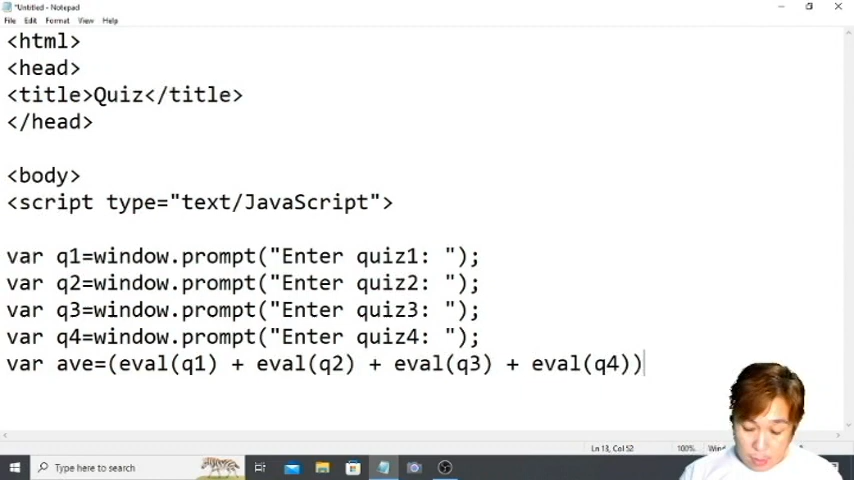 *Untitled - Notepad
File Edit Format View Help
<html>
<head>
<title>Quiz</title>
</head>
<body>
<script type="text/JavaScript">
var q1=window.prompt("Enter quiz1: ");
var q2=window.prompt("Enter quiz2: ");
var q3=window.prompt("Enter quiz3: ");
var q4=window.prompt("Enter quiz4: ");
var ave=(eval(q1) + eval(q2) + eval(q3) + eval(q4))
Ln 13, Col 52 100%
Type here to search